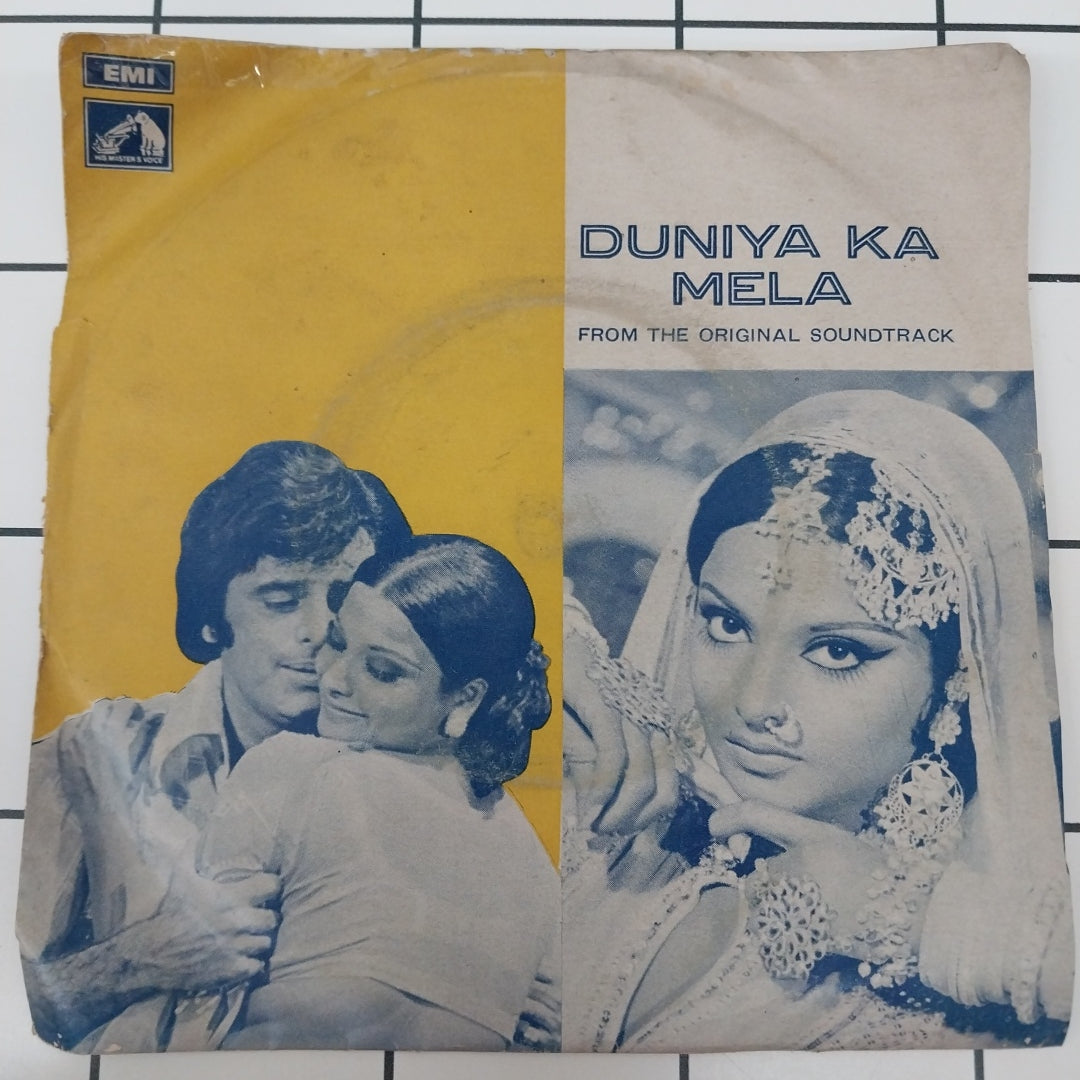 EMI
HIS MASTER'S VOICE
DUNIYA KA
MELA
FROM THE ORIGINAL SOUNDTRACK